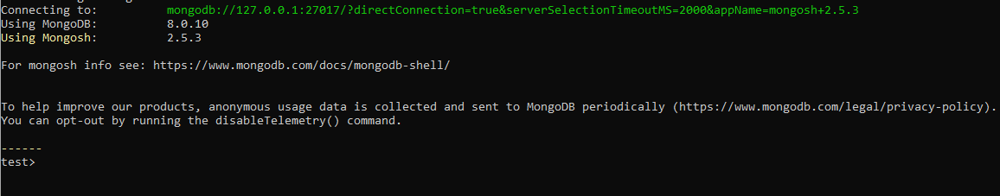 Connecting to: mongodb://127.0.0.1:27017/?directConnection=true&serverSelectionTimeoutMS=2000&appName=mongosh+2.5.3
Using MongoDB: 8.0.10
Using Mongosh: 2.5.3
For mongosh info see: https://www.mongodb.com/docs/mongodb-shell/
To help improve our products, anonymous usage data is collected and sent to MongoDB periodically (https://www.mongodb.com/legal/privacy-policy).
You can opt-out by running the disableTelemetry() command.
------
test>